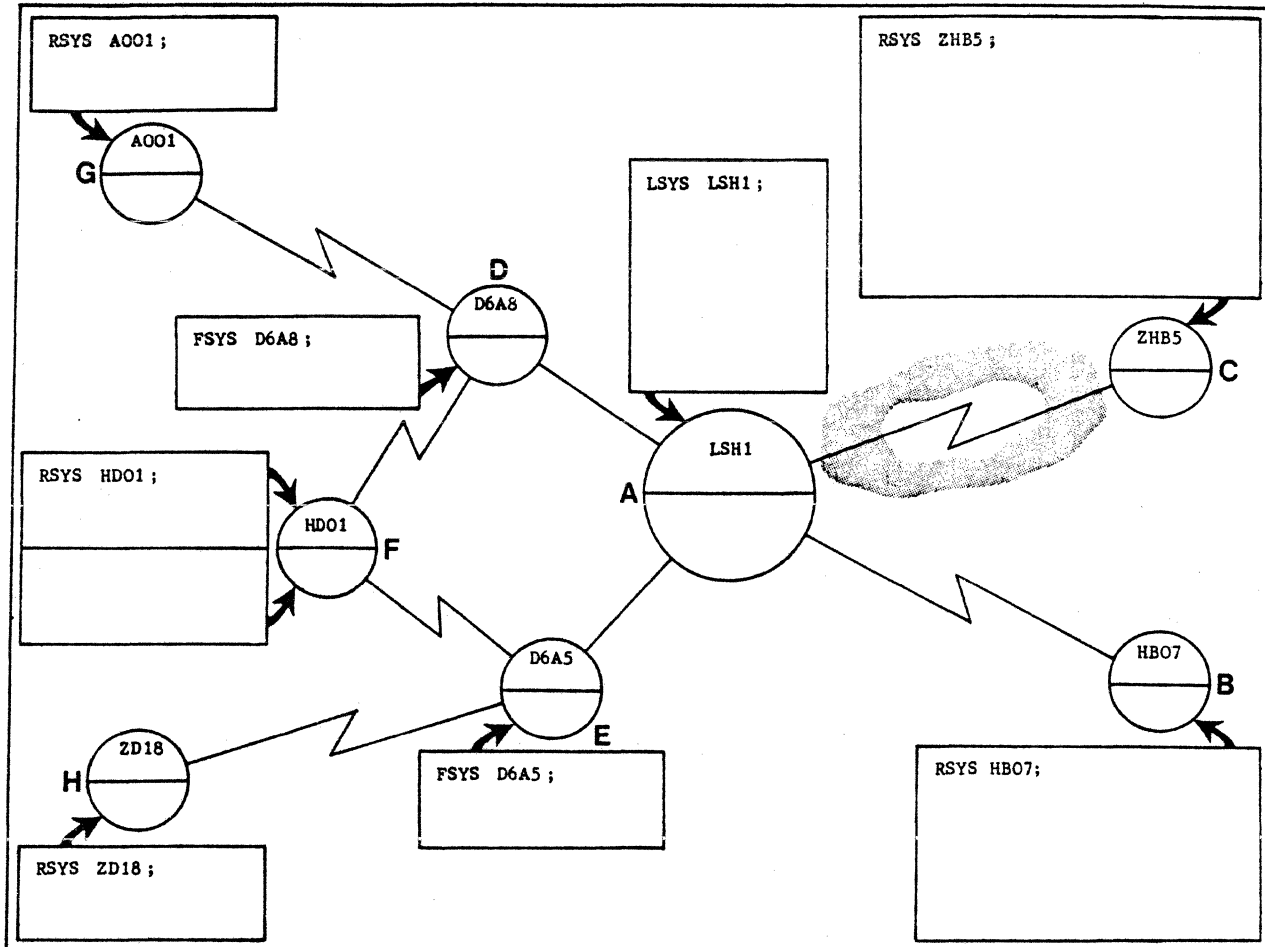 RSYS A001;
RSYS ZHB5;
A001
G
LSYS LSH1;
D
D6A8
FSYS D6A8;
ZHB5
C
RSYS HD01;
LSH1
A
HD01
F
D6A5
HB07
B
E
ZD18
H
FSYS D6A5;
RSYS HB07;
RSYS ZD18;